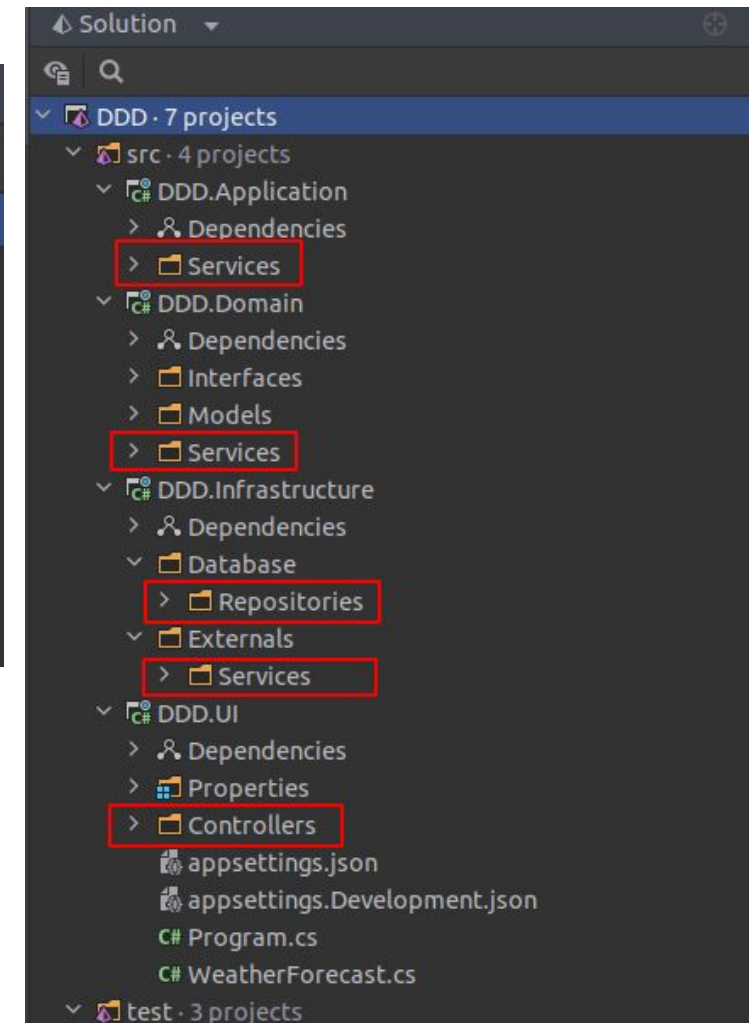 Solution
DDD · 7 projects
src · 4 projects
DDD.Application
Dependencies
Services
DDD.Domain
Dependencies
Interfaces
Models
Services
DDD.Infrastructure
Dependencies
Database
Repositories
Externals
Services
DDD.UI
Dependencies
Properties
Controllers
appsettings.json
appsettings.Development.json
C# Program.cs
C# WeatherForecast.cs
test · 3 projects